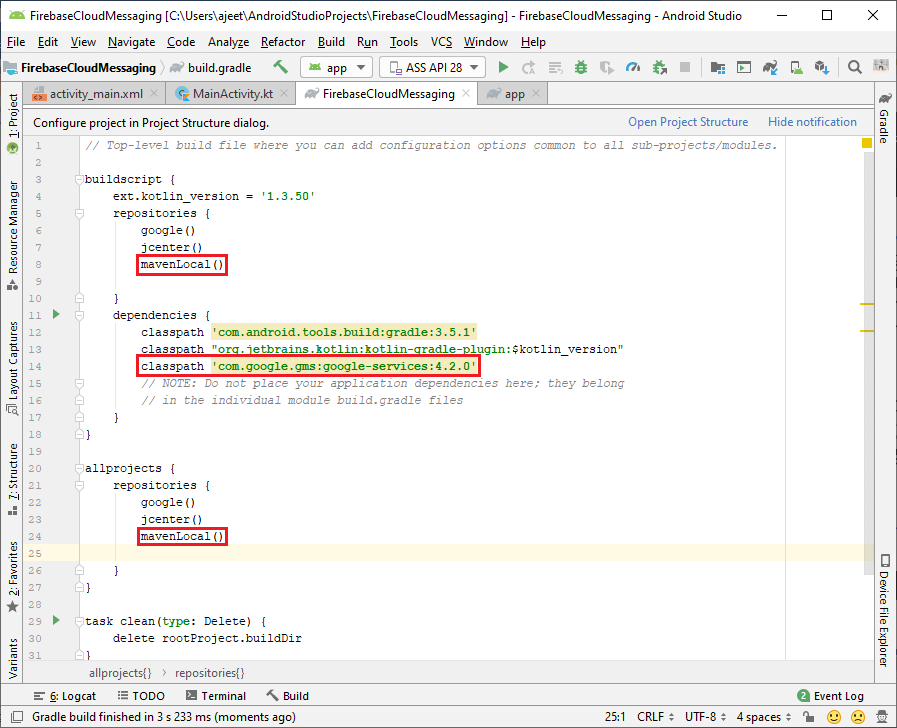 FirebaseCloudMessaging [C:\Users\ajeet\AndroidStudioProjects\FirebaseCloudMessaging] - FirebaseCloudMessaging - Android Studio
File Edit View Navigate Code Analyze Refactor Build Run Tools VCS Window Help
FirebaseCloudMessaging build.gradle app ASS API 28
activity_main.xml MainActivity.kt FirebaseCloudMessaging app
Configure project in Project Structure dialog. Open Project Structure Hide notification
1 // Top-level build file where you can add configuration options common to all sub-projects/modules.
2
3 buildscript {
4 ext.kotlin_version = '1.3.50'
5 repositories {
6 google()
7 jcenter()
8 mavenLocal()
9
10 }
11 dependencies {
12 classpath 'com.android.tools.build:gradle:3.5.1'
13 classpath "org.jetbrains.kotlin:kotlin-gradle-plugin:$kotlin_version"
14 classpath 'com.google.gms:google-services:4.2.0'
15 // NOTE: Do not place your application dependencies here; they belong
16 // in the individual module build.gradle files
17 }
18 }
19
20 allprojects {
21 repositories {
22 google()
23 jcenter()
24 mavenLocal()
25
26 }
27 }
28
29 task clean(type: Delete) {
30 delete rootProject.buildDir
31 }
allprojects{} repositories{}
1: Project
Resource Manager
Layout Captures
7: Structure
2: Favorites
Variants
Gradle
Device File Explorer
6: Logcat TODO Terminal Build 2 Event Log
Gradle build finished in 3 s 233 ms (moments ago) 25:1 CRLF UTF-8 4 spaces